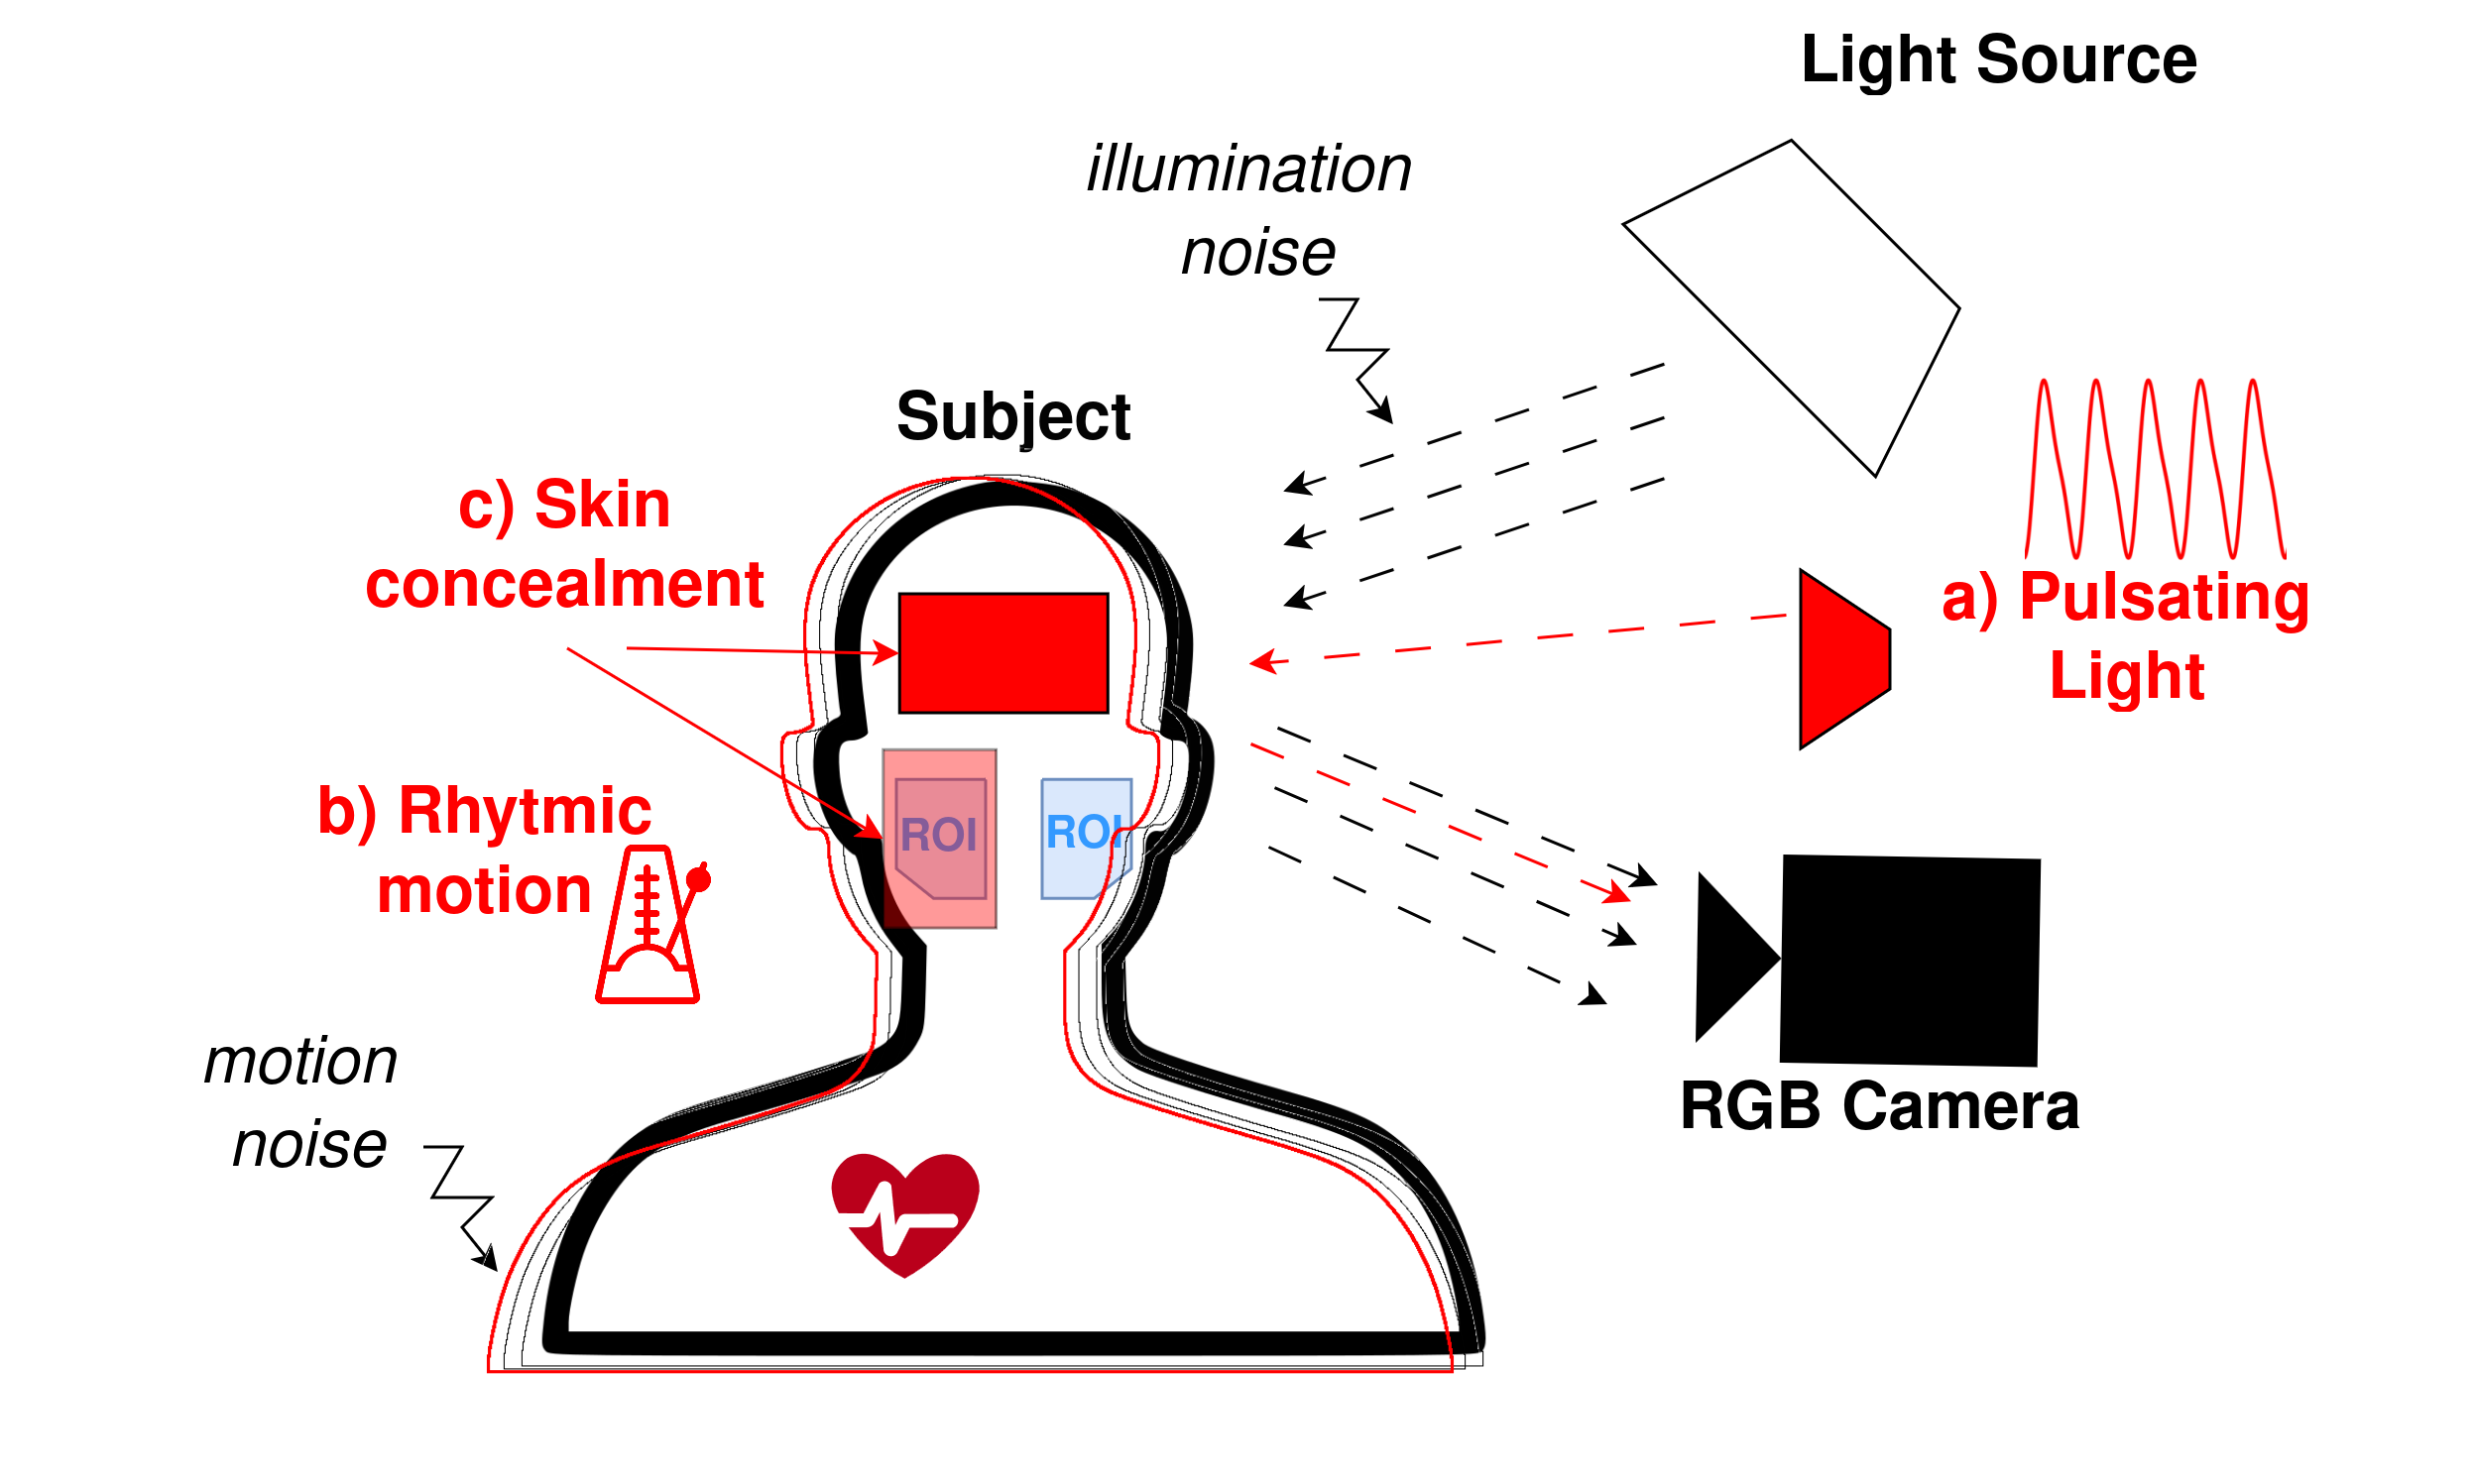 Light Source
illumination
noise
Subject
c) Skin
concealment
a) Pulsating
Light
b) Rhytmic
motion
ROI
ROI
motion
noise
RGB Camera